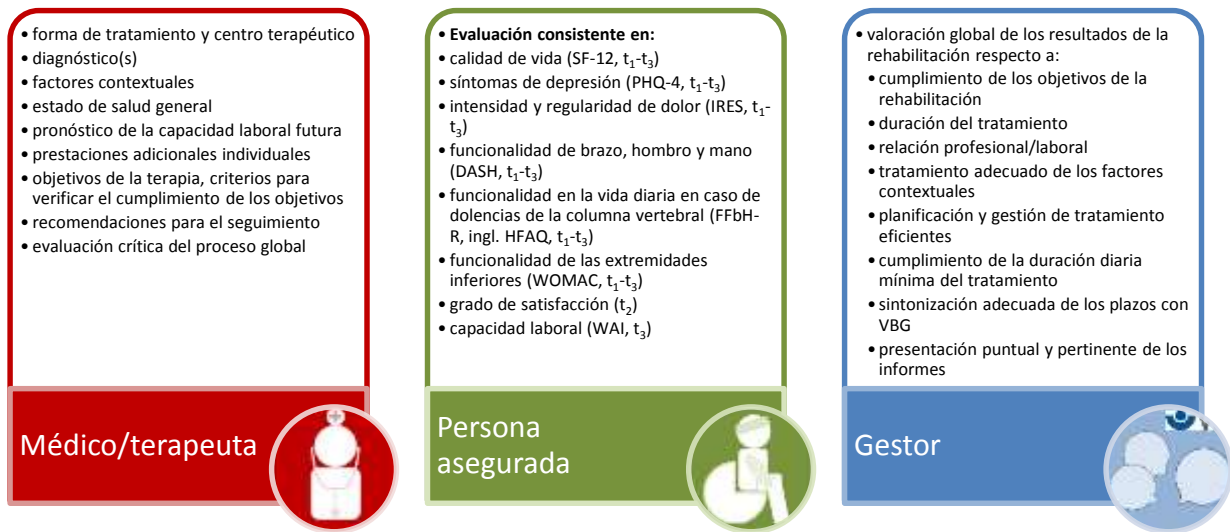 • forma de tratamiento y centro terapéutico
• diagnóstico(s)
• factores contextuales
• estado de salud general
• pronóstico de la capacidad laboral futura
• prestaciones adicionales individuales
• objetivos de la terapia, criterios para
verificar el cumplimiento de los objetivos
• recomendaciones para el seguimiento
• evaluación crítica del proceso global
Médico/terapeuta
• Evaluación consistente en:
• calidad de vida (SF-12, t₁-t₃)
• síntomas de depresión (PHQ-4, t₁-t₃)
• intensidad y regularidad de dolor (IRES, t₁-
t₃)
• funcionalidad de brazo, hombro y mano
(DASH, t₁-t₃)
• funcionalidad en la vida diaria en caso de
dolencias de la columna vertebral (FFbH-
R, ingl. HFAQ, t₁-t₃)
• funcionalidad de las extremidades
inferiores (WOMAC, t₁-t₃)
• grado de satisfacción (t₂)
• capacidad laboral (WAI, t₃)
Persona
asegurada
• valoración global de los resultados de la
rehabilitación respecto a:
• cumplimiento de los objetivos de la
rehabilitación
• duración del tratamiento
• relación profesional/laboral
• tratamiento adecuado de los factores
contextuales
• planificación y gestión de tratamiento
eficientes
• cumplimiento de la duración diaria
mínima del tratamiento
• sintonización adecuada de los plazos con
VBG
• presentación puntual y pertinente de los
informes
Gestor